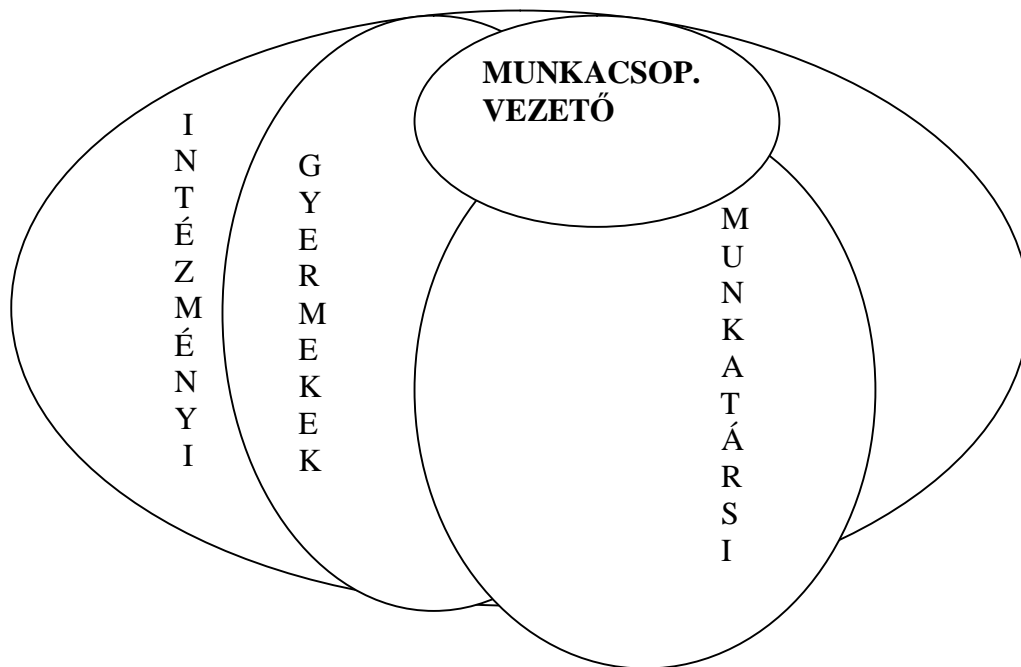 MUNKACSOP.
VEZETŐ
INTÉZMÉNYI
GYERMEKEK
MUNKATÁRSI